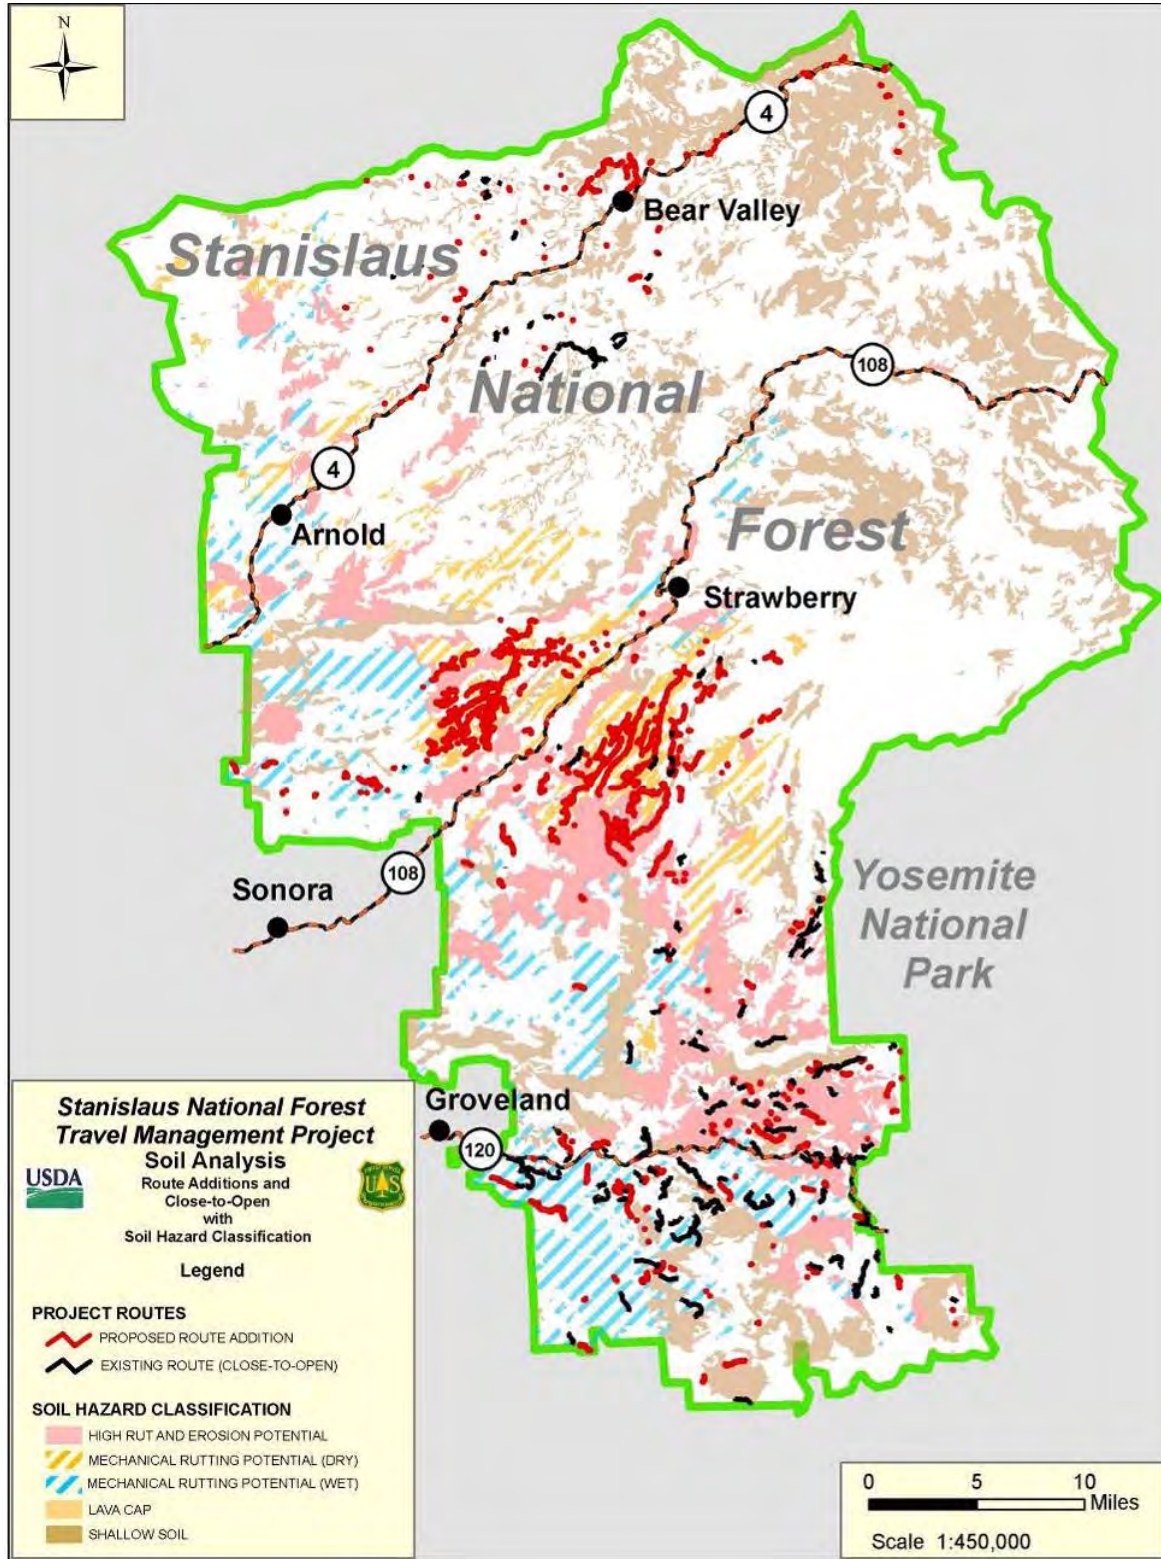 N
4
Bear Valley
Stanislaus
108
National
4
Arnold
Forest
Strawberry
Yosemite
National
Park
108
Sonora
Groveland
120
Stanislaus National Forest
Travel Management Project
Soil Analysis
Route Additions and
Close-to-Open
with
Soil Hazard Classification
USDA
FOREST SERVICE
U S
Legend
PROJECT ROUTES
PROPOSED ROUTE ADDITION
EXISTING ROUTE (CLOSE-TO-OPEN)
SOIL HAZARD CLASSIFICATION
HIGH RUT AND EROSION POTENTIAL
MECHANICAL RUTTING POTENTIAL (DRY)
MECHANICAL RUTTING POTENTIAL (WET)
LAVA CAP
SHALLOW SOIL
0 5 10
Miles
Scale 1:450,000